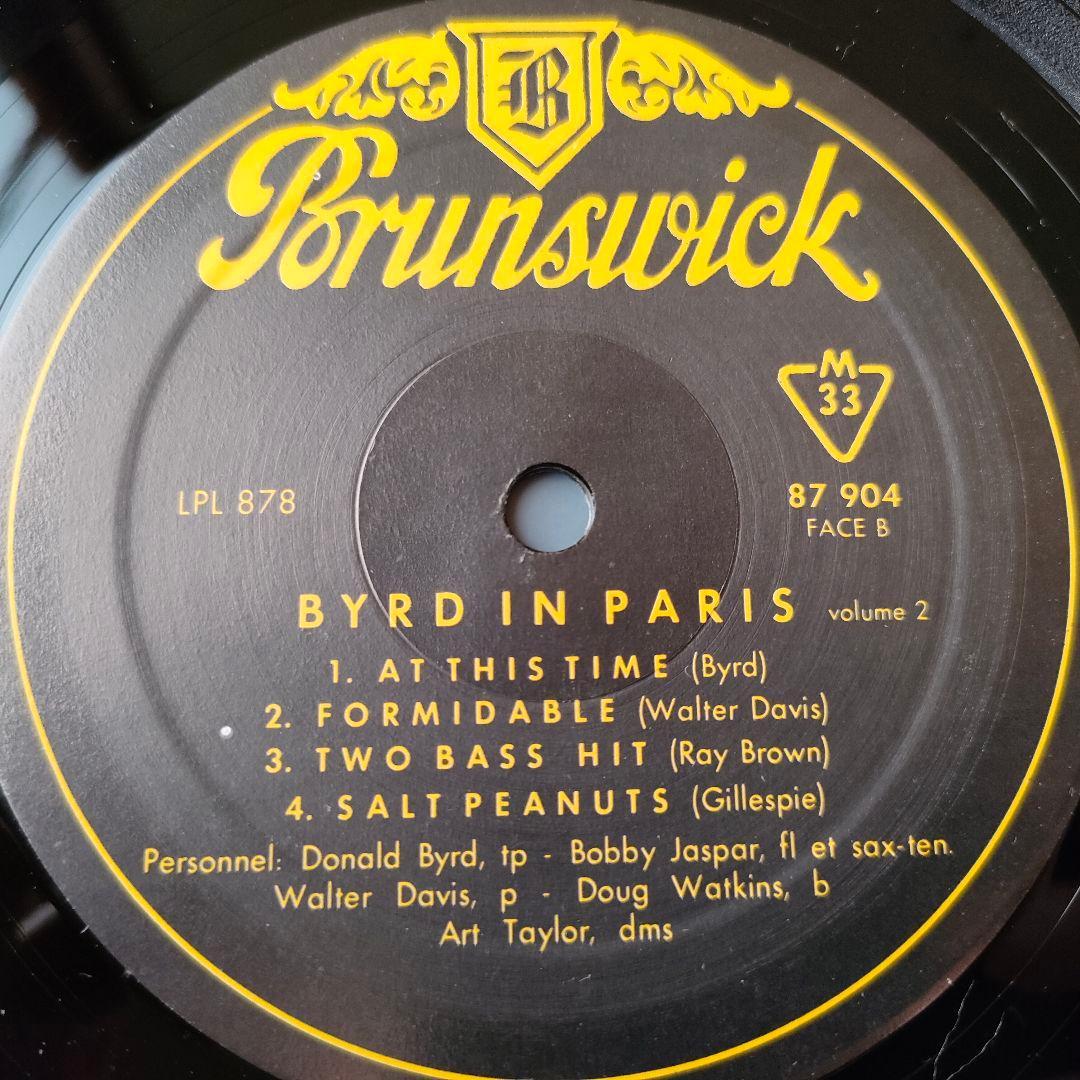 B
Brunswick
M
33
LPL 878
87 904
FACE B
BYRD IN PARIS volume 2
1. AT THIS TIME (Byrd)
2. FORMIDABLE (Walter Davis)
3. TWO BASS HIT (Ray Brown)
4. SALT PEANUTS (Gillespie)
Personnel: Donald Byrd, tp - Bobby Jaspar, fl et sax-ten.
Walter Davis, p - Doug Watkins, b
Art Taylor, dms